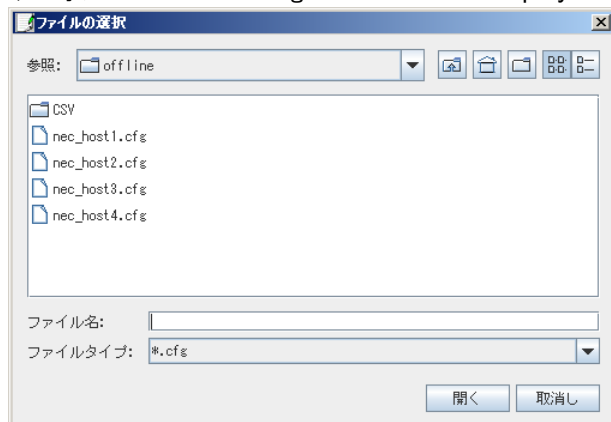 ファイルの選択
参照: offline
CSV
nec_host1.cfg
nec_host2.cfg
nec_host3.cfg
nec_host4.cfg
ファイル名:
ファイルタイプ: *.cfg
開く 取消し